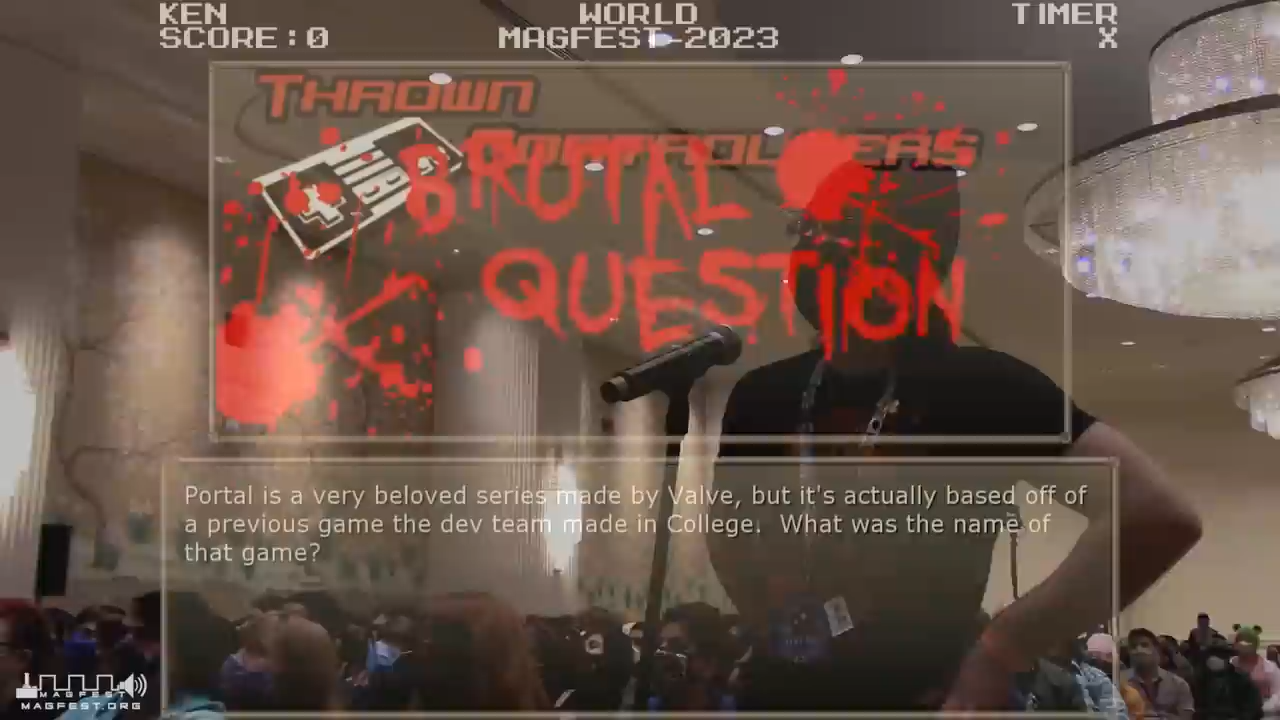 KEN
SCORE:0
WORLD
MAGFEST-2023
TIMER
X
THROWN
CONTROLLERS
BRUTAL
QUESTION
Portal is a very beloved series made by Valve, but it's actually based off of
a previous game the dev team made in College.  What was the name of
that game?
MAGFEST
MAGFEST.ORG